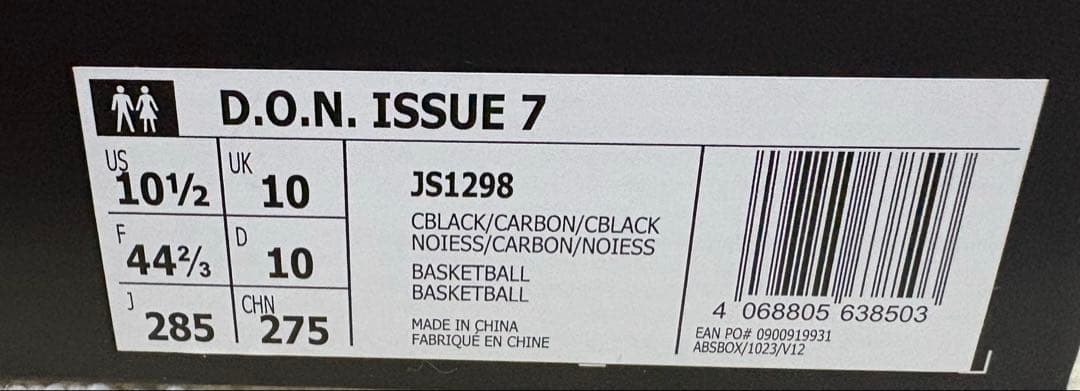 D.O.N. ISSUE 7
US
10½
UK
10
F
44⅔
D
10
J
285
CHN
275
JS1298
CBLACK/CARBON/CBLACK
NOIESS/CARBON/NOIESS
BASKETBALL
BASKETBALL
MADE IN CHINA
FABRIQUÉ EN CHINE
4 068805 638503
EAN PO# 0900919931
ABSBOX/1023/V12